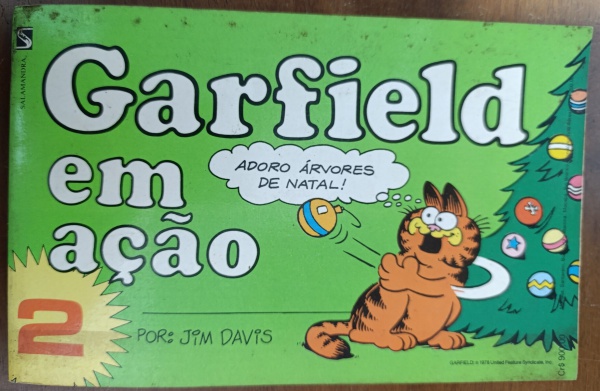 SALAMANDRA
Garfield
em
ação
ADORO ÁRVORES
DE NATAL!
2
POR: JIM DAVIS
GARFIELD © 1978 United Feature Syndicate, Inc.